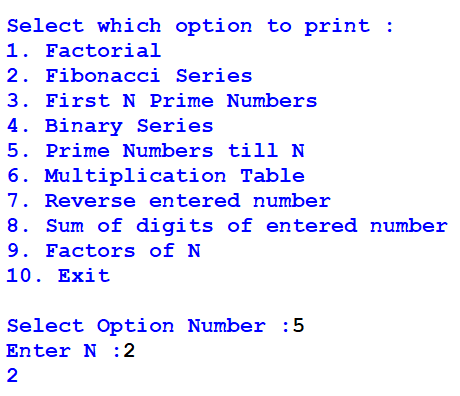 Select which option to print :
1. Factorial
2. Fibonacci Series
3. First N Prime Numbers
4. Binary Series
5. Prime Numbers till N
6. Multiplication Table
7. Reverse entered number
8. Sum of digits of entered number
9. Factors of N
10. Exit
Select Option Number :5
Enter N :2
2